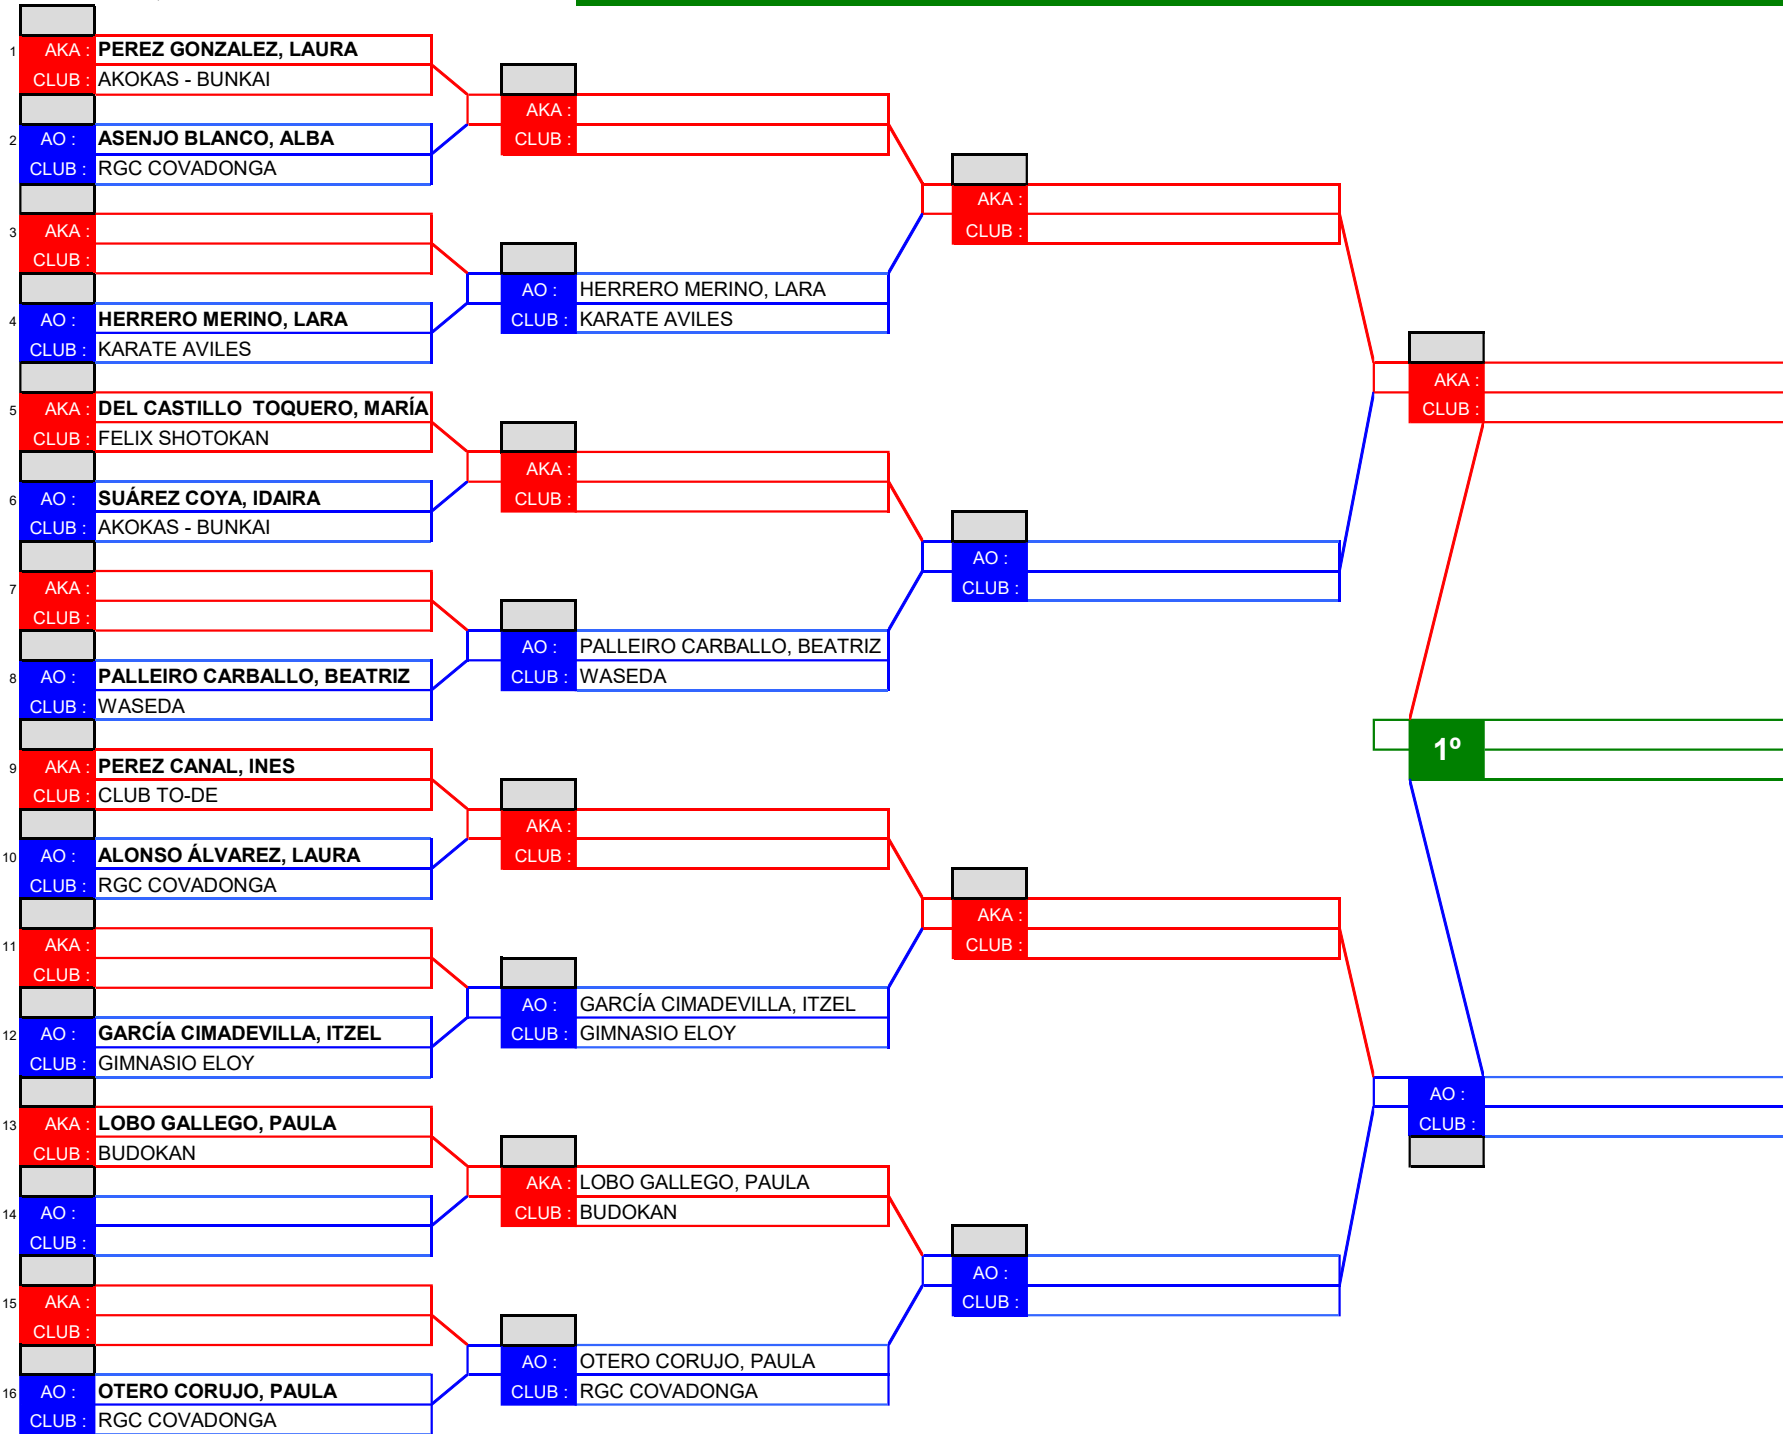 1 AKA : PEREZ GONZALEZ, LAURA
CLUB : AKOKAS - BUNKAI
AKA :
2 AO : ASENJO BLANCO, ALBA
CLUB :
CLUB : RGC COVADONGA
AKA :
3 AKA :
CLUB :
CLUB :
AO : HERRERO MERINO, LARA
4 AO : HERRERO MERINO, LARA
CLUB : KARATE AVILES
CLUB : KARATE AVILES
AKA :
5 AKA : DEL CASTILLO  TOQUERO, MARÍA
CLUB :
CLUB : FELIX SHOTOKAN
AKA :
6 AO : SUÁREZ COYA, IDAIRA
CLUB :
CLUB : AKOKAS - BUNKAI
AO :
7 AKA :
CLUB :
CLUB :
AO : PALLEIRO CARBALLO, BEATRIZ
8 AO : PALLEIRO CARBALLO, BEATRIZ
CLUB : WASEDA
CLUB : WASEDA
1º
9 AKA : PEREZ CANAL, INES
CLUB : CLUB TO-DE
AKA :
10 AO : ALONSO ÁLVAREZ, LAURA
CLUB :
CLUB : RGC COVADONGA
AKA :
11 AKA :
CLUB :
CLUB :
AO : GARCÍA CIMADEVILLA, ITZEL
12 AO : GARCÍA CIMADEVILLA, ITZEL
CLUB : GIMNASIO ELOY
CLUB : GIMNASIO ELOY
AO :
13 AKA : LOBO GALLEGO, PAULA
CLUB :
CLUB : BUDOKAN
AKA : LOBO GALLEGO, PAULA
14 AO :
CLUB : BUDOKAN
CLUB :
AO :
15 AKA :
CLUB :
CLUB :
AO : OTERO CORUJO, PAULA
16 AO : OTERO CORUJO, PAULA
CLUB : RGC COVADONGA
CLUB : RGC COVADONGA